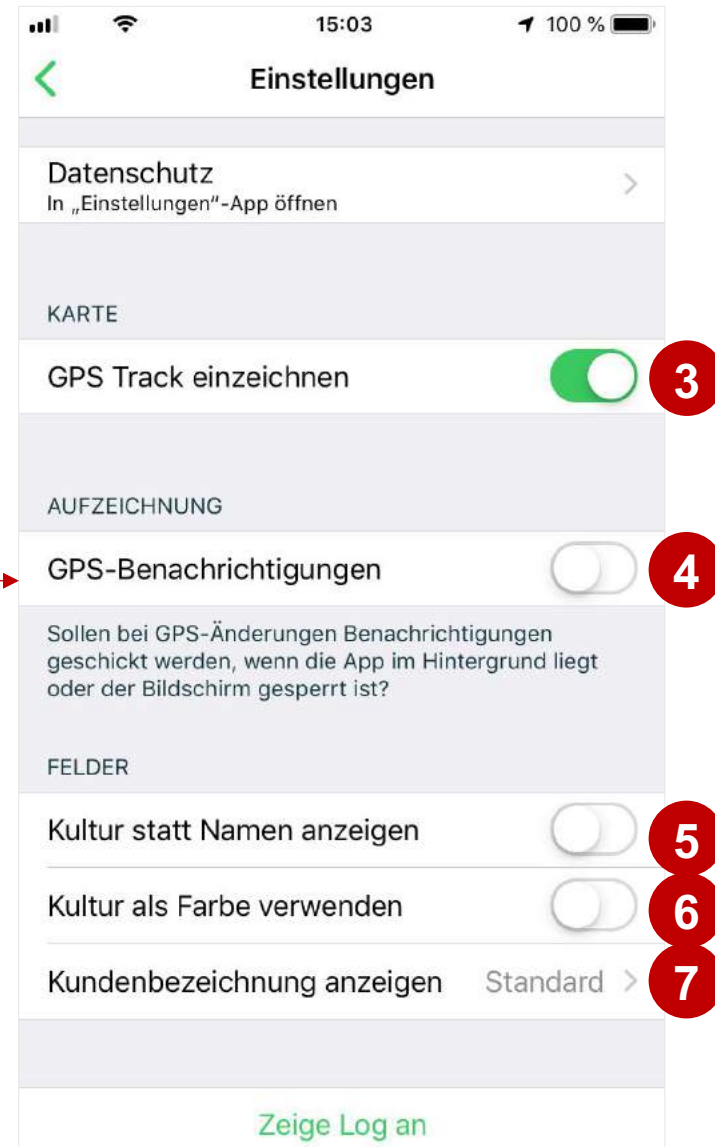 15:03 100 %
Einstellungen
Datenschutz
In „Einstellungen“-App öffnen
KARTE
GPS Track einzeichnen 3
AUFZEICHNUNG
GPS-Benachrichtigungen 4
Sollen bei GPS-Änderungen Benachrichtigungen
geschickt werden, wenn die App im Hintergrund liegt
oder der Bildschirm gesperrt ist?
FELDER
Kultur statt Namen anzeigen 5
Kultur als Farbe verwenden 6
Kundenbezeichnung anzeigen Standard 7
Zeige Log an